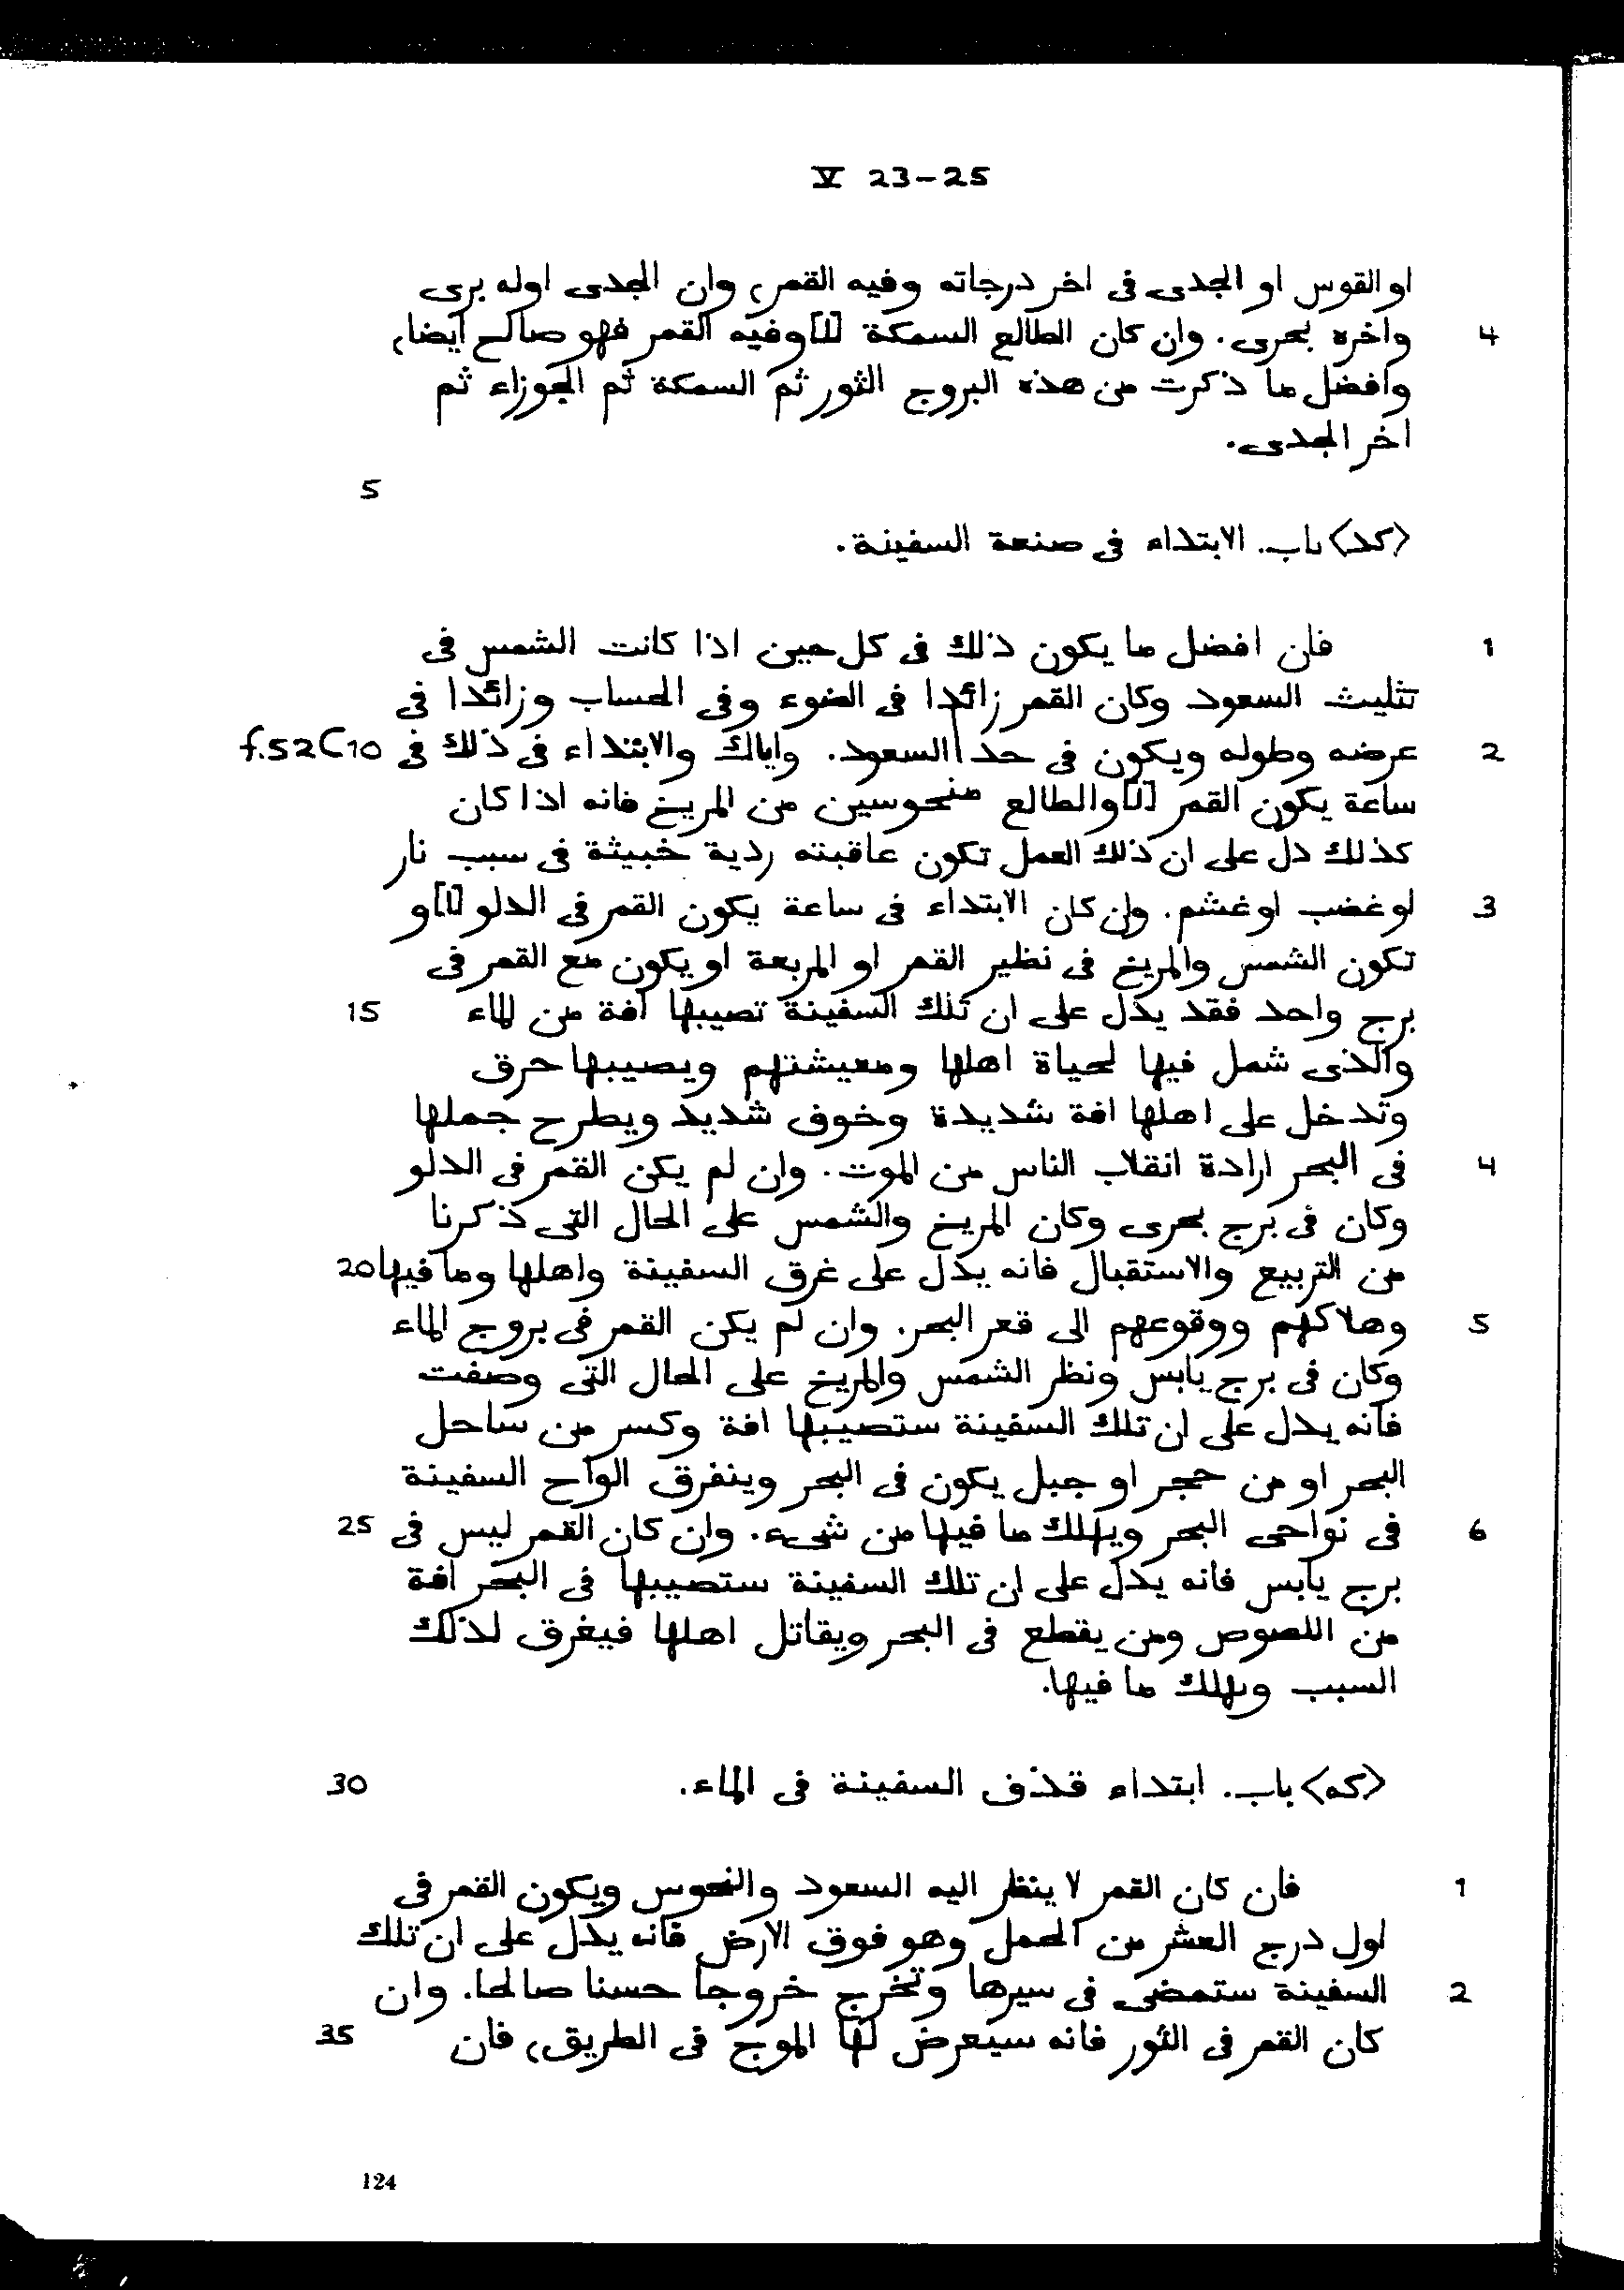 V 23-25
او القوس او الجدى فى اخر درجاته وفيه القمر، وان الجدى اوله برى
4 واخره بحرى. وان كان الطالع السمكة [ا]وفيه القمر فهو صالح ايضا،
وافضل ما ذكرت من هذه البروج الثور ثم السمكة ثم الجوزاء ثم
اخر الجدى.
5
<كد> باب. الابتداء فى صنعة السفينة.
1 فان افضل ما يكون ذلك فى كل حين اذا كانت الشمس فى
تثليث السعود وكان القمر زائدا فى الضوء وفى الحساب وزائدا فى
2 عرضه وطوله ويكون فى حد السعود. واياك والابتداء فى ذلك فى f.52C10
ساعة يكون القمر [ا]والطالع منحوسين من المريخ فانه اذا كان
كذلك دل على ان ذلك العمل تكون عاقبته ردية خبيثة فى سبب نار
3 او غضب او غشم. وان كان الابتداء فى ساعة يكون القمر فى الدلو [ا]و
تكون الشمس والمريخ فى نظير القمر او المربعة او يكون مع القمر فى
برج واحد فقد يدل على ان تلك السفينة تصيبها افة من الماء 15
والذى شمل فيها لحياة اهلها ومعيشتهم ويصيبها حرق
وتدخل على اهلها افة شديدة وخوف شديد ويطرح جملها
4 فى البحر ارادة انقلاب الناس من الموت. وان لم يكن القمر فى الدلو
وكان فى برج بحرى وكان المريخ والشمس على الحال التى ذكرنا
من التربيع والاستقبال فانه يدل على غرق السفينة واهلها وما فيها 20
5 وهلاكهم ووقوعهم الى قعر البحر. وان لم يكن القمر فى بروج الماء
وكان فى برج يابس ونظر الشمس والمريخ على الحال التى وصفت
فانه يدل على ان تلك السفينة ستصيبها افة وكسر من ساحل
البحر او من حجر او جبل يكون فى البحر وينفرق الواح السفينة
6 فى نواحى البحر ويهلك ما فيها من شىء. وان كان القمر ليس فى 25
برج يابس فانه يدل على ان تلك السفينة ستصيبها فى البحر افة
من اللصوص ومن يقطع فى البحر ويقاتل اهلها فيغرق لذلك
السبب ويهلك ما فيها.
<كه> باب. ابتداء قذف السفينة فى الماء. 30
1 فان كان القمر لا ينظر اليه السعود والنحوس ويكون القمر فى
اول درج العشر من الحمل وهو فوق الارض فانه يدل على ان تلك
2 السفينة ستمضى فى سيرها وتخرج خروجا حسنا صالحا. وان
كان القمر فى الثور فانه سيعرض لها الموج فى الطريق، فان 35
124